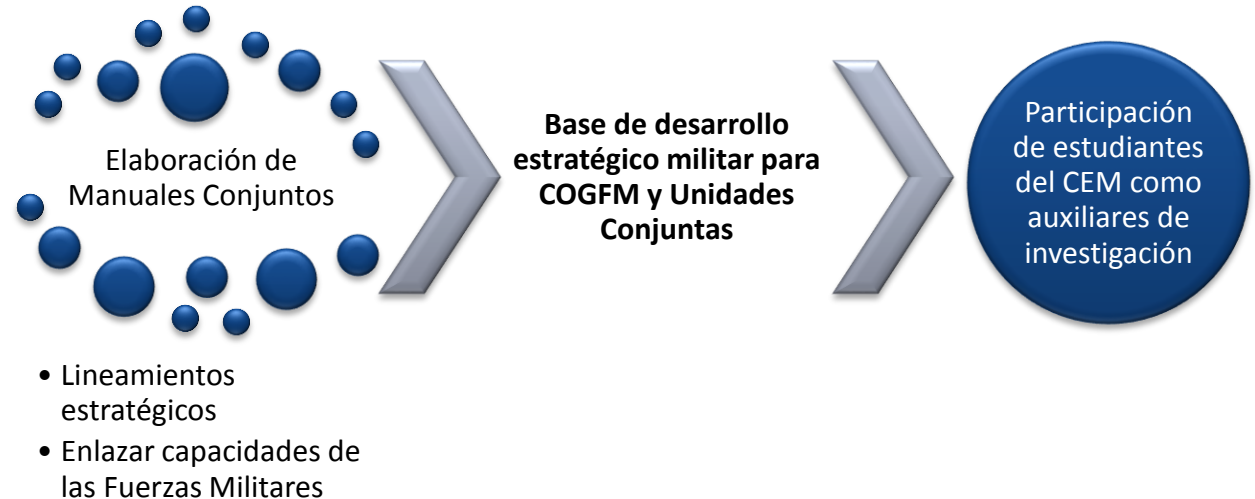 Elaboración de
Manuales Conjuntos
• Lineamientos
estratégicos
• Enlazar capacidades de
las Fuerzas Militares
Base de desarrollo
estratégico militar para
COGFM y Unidades
Conjuntas
Participación
de estudiantes
del CEM como
auxiliares de
investigación